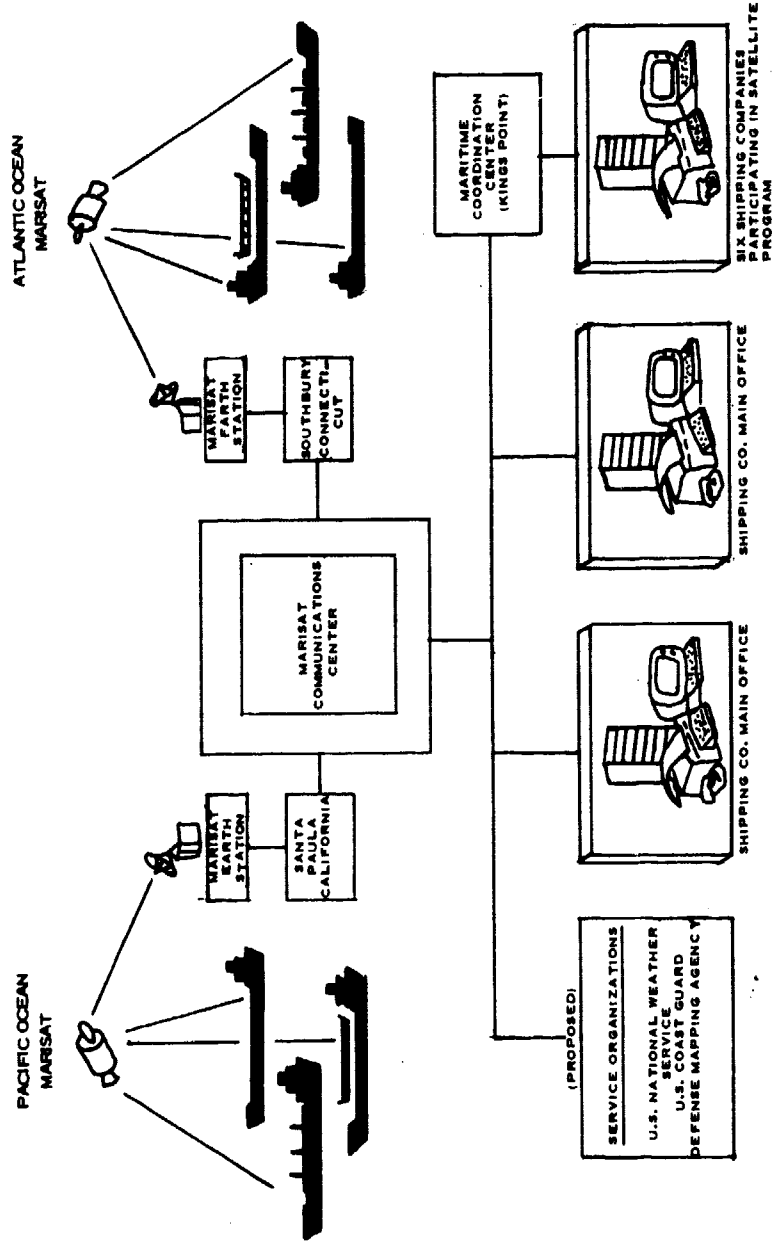 PACIFIC OCEAN
MARISAT
ATLANTIC OCEAN
MARISAT
MARISAT
EARTH
STATION
SANTA
PAULA
CALIFORNIA
MARISAT
COMMUNICATIONS
CENTER
MARISAT
FARTH
STATION
SOUTHBURY
CONNECTI_
CUT
MARITIME
COORDINATION
CENTER
(KINGS POINT)
(PROPOSED)
SERVICE ORGANIZATIONS
U.S. NATIONAL WEATHER
SERVICE
U.S. COAST GUARD
DEFENSE MAPPING AGENCY
SHIPPING CO. MAIN OFFICE
SHIPPING CO. MAIN OFFICE
SIX SHIPPING COMPANIES
PARTICIPATING IN SATELLITE
PROGRAM